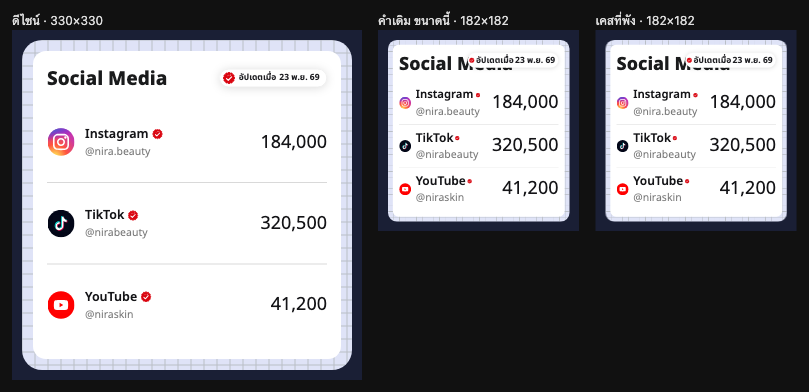 ดีไซน์ · 330×330
Social Media
อัปเดตเมื่อ 23 พ.ย. 69
Instagram
@nira.beauty
184,000
TikTok
@nirabeauty
320,500
YouTube
@niraskin
41,200
ค่าเดิม ขนาดนี้ · 182×182
Social Media
อัปเดตเมื่อ 23 พ.ย. 69
Instagram
@nira.beauty
184,000
TikTok
@nirabeauty
320,500
YouTube
@niraskin
41,200
เคสที่พัง · 182×182
Social Media
อัปเดตเมื่อ 23 พ.ย. 69
Instagram
@nira.beauty
184,000
TikTok
@nirabeauty
320,500
YouTube
@niraskin
41,200